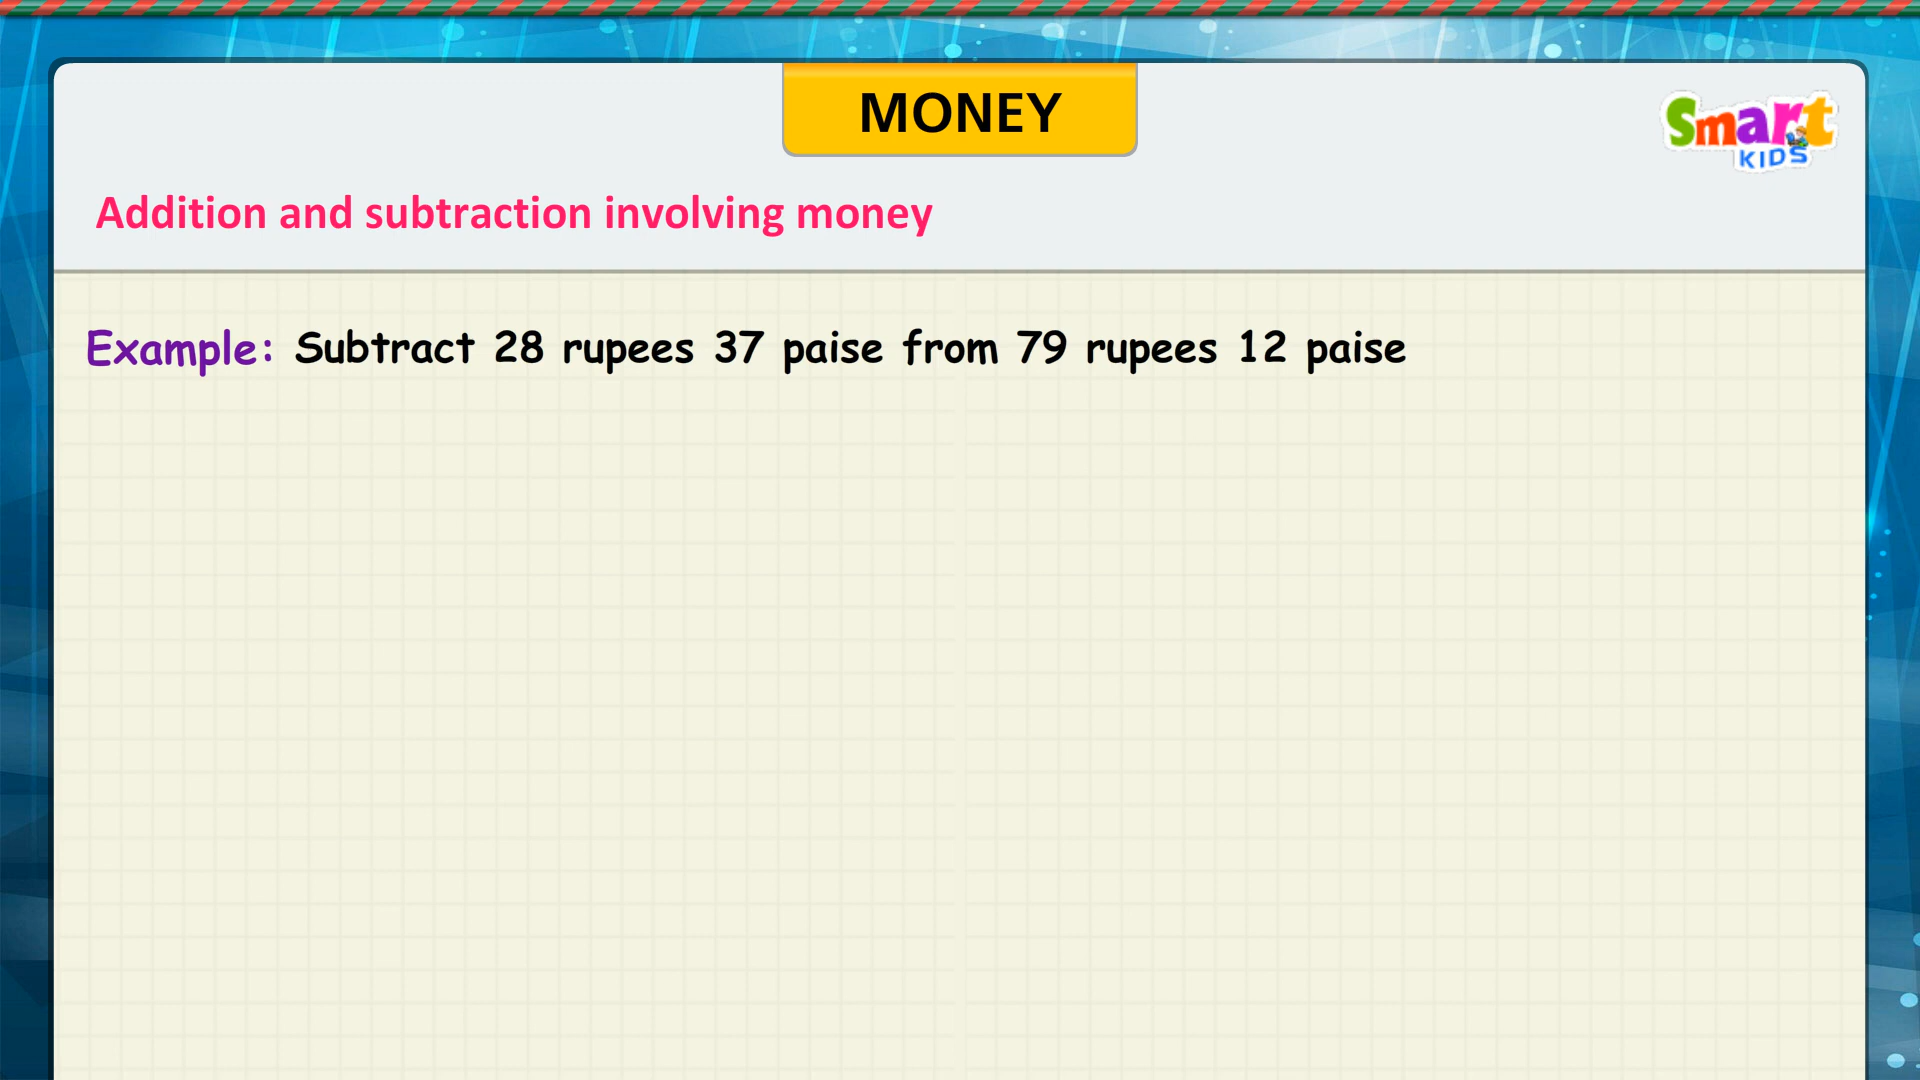 MONEY
Smart
KIDS
Addition and subtraction involving money
Example: Subtract 28 rupees 37 paise from 79 rupees 12 paise